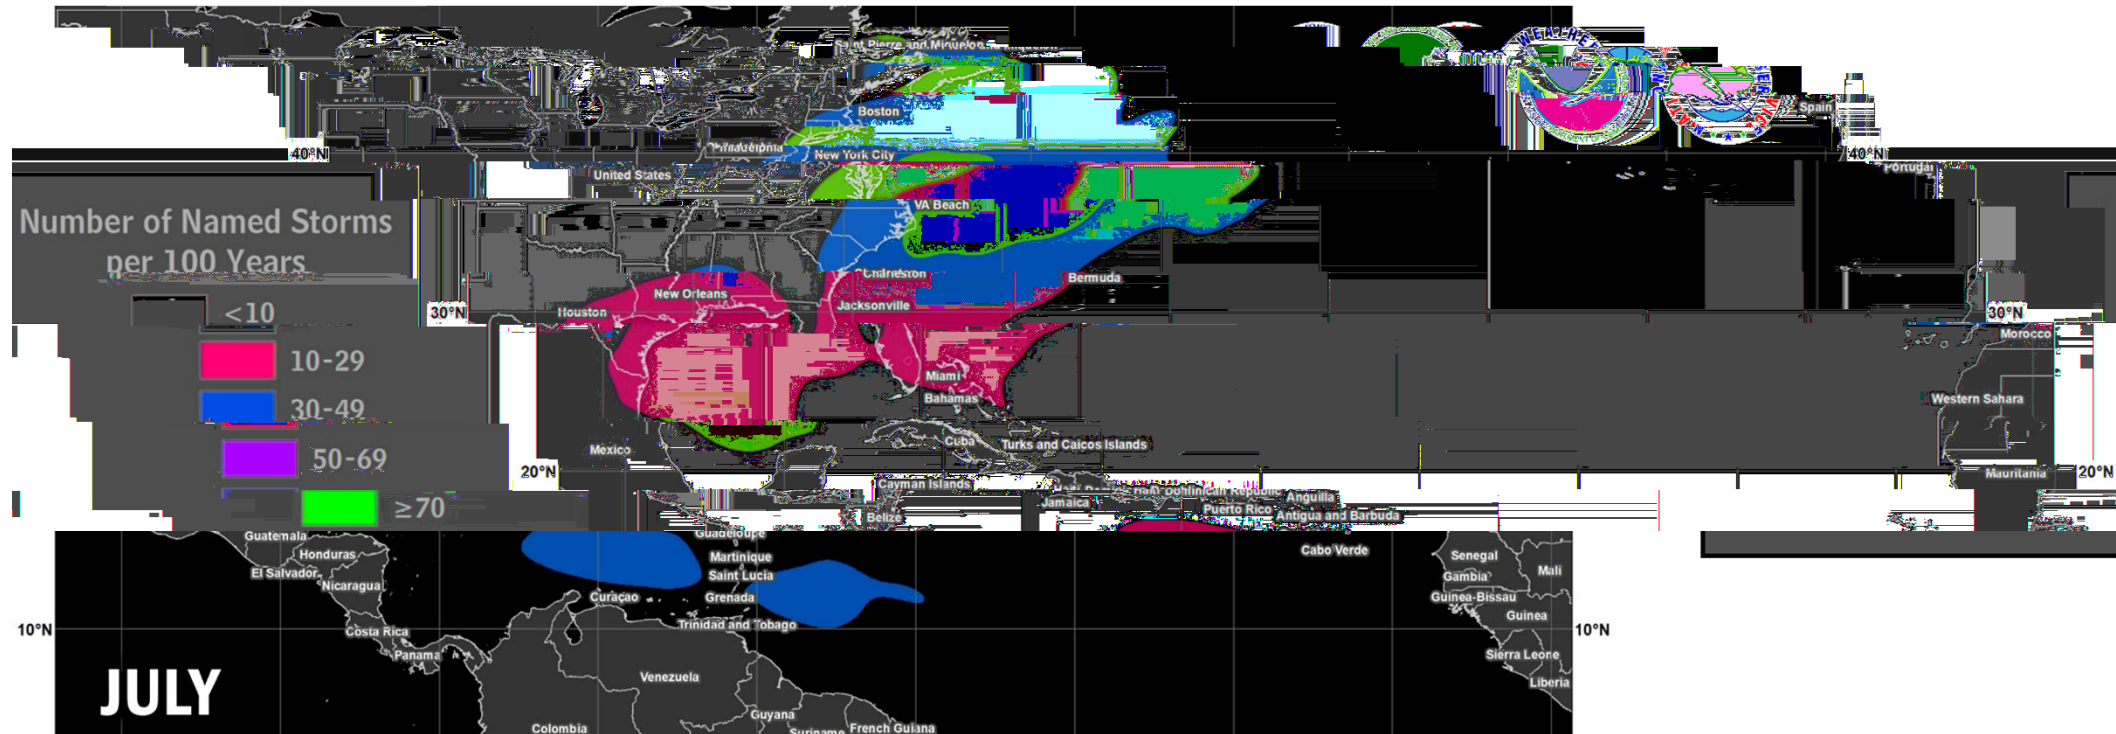 Saint Pierre and Miquelon
WEATHER
Boston
Spain
Philadelphia
40°N
New York City
40°N
Portugal
United States
VA Beach
Number of Named Storms
per 100 Years
Charleston
Bermuda
New Orleans
Jacksonville
<10
Houston
30°N
30°N
Morocco
10-29
Miami
Bahamas
Western Sahara
30-49
Cuba
Turks and Caicos Islands
Mexico
50-69
20°N
Mauritania
20°N
Cayman Islands
Dominican Republic
Anguilla
Jamaica
Puerto Rico
≥70
Belize
Antigua and Barbuda
Guatemala
Guadeloupe
Honduras
Martinique
Cabo Verde
Senegal
El Salvador
Saint Lucia
Mali
Nicaragua
Gambia
Curaçao
Grenada
Guinea-Bissau
Guinea
Trinidad and Tobago
10°N
Costa Rica
10°N
Panama
Sierra Leone
Venezuela
Liberia
JULY
Guyana
Colombia
Suriname
French Guiana